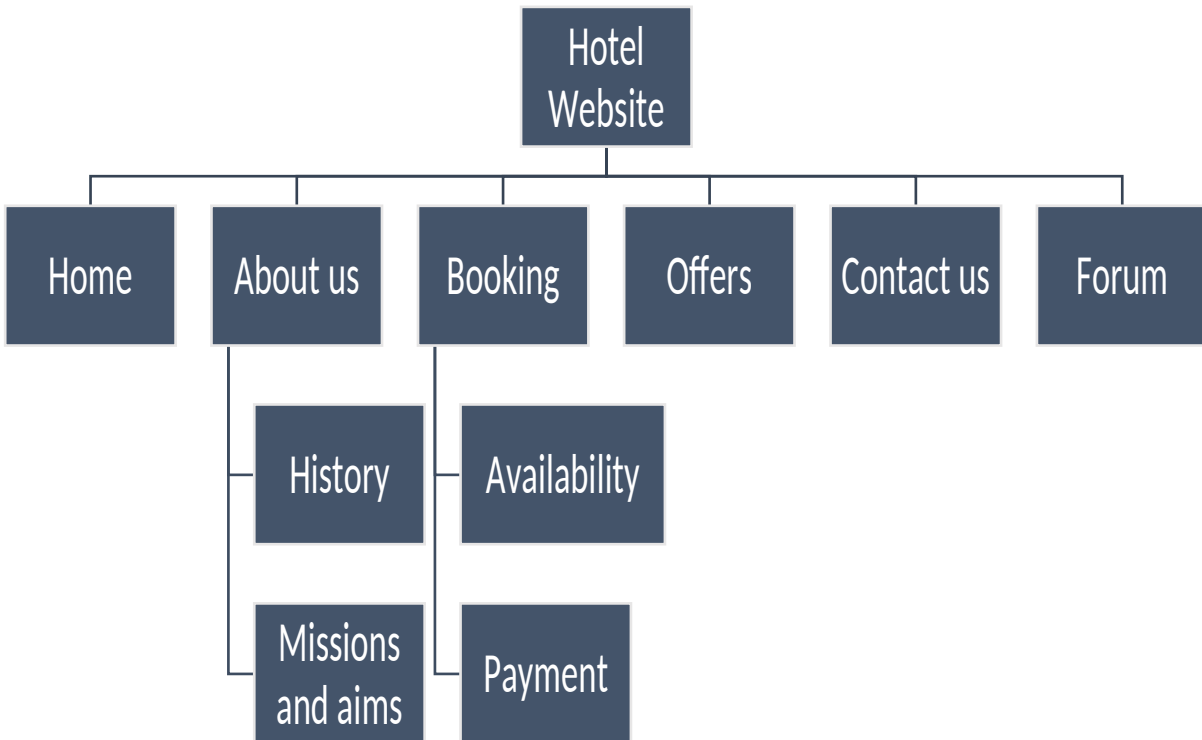 Hotel
Website
Home
About us
Booking
Offers
Contact us
Forum
History
Availability
Missions
and aims
Payment